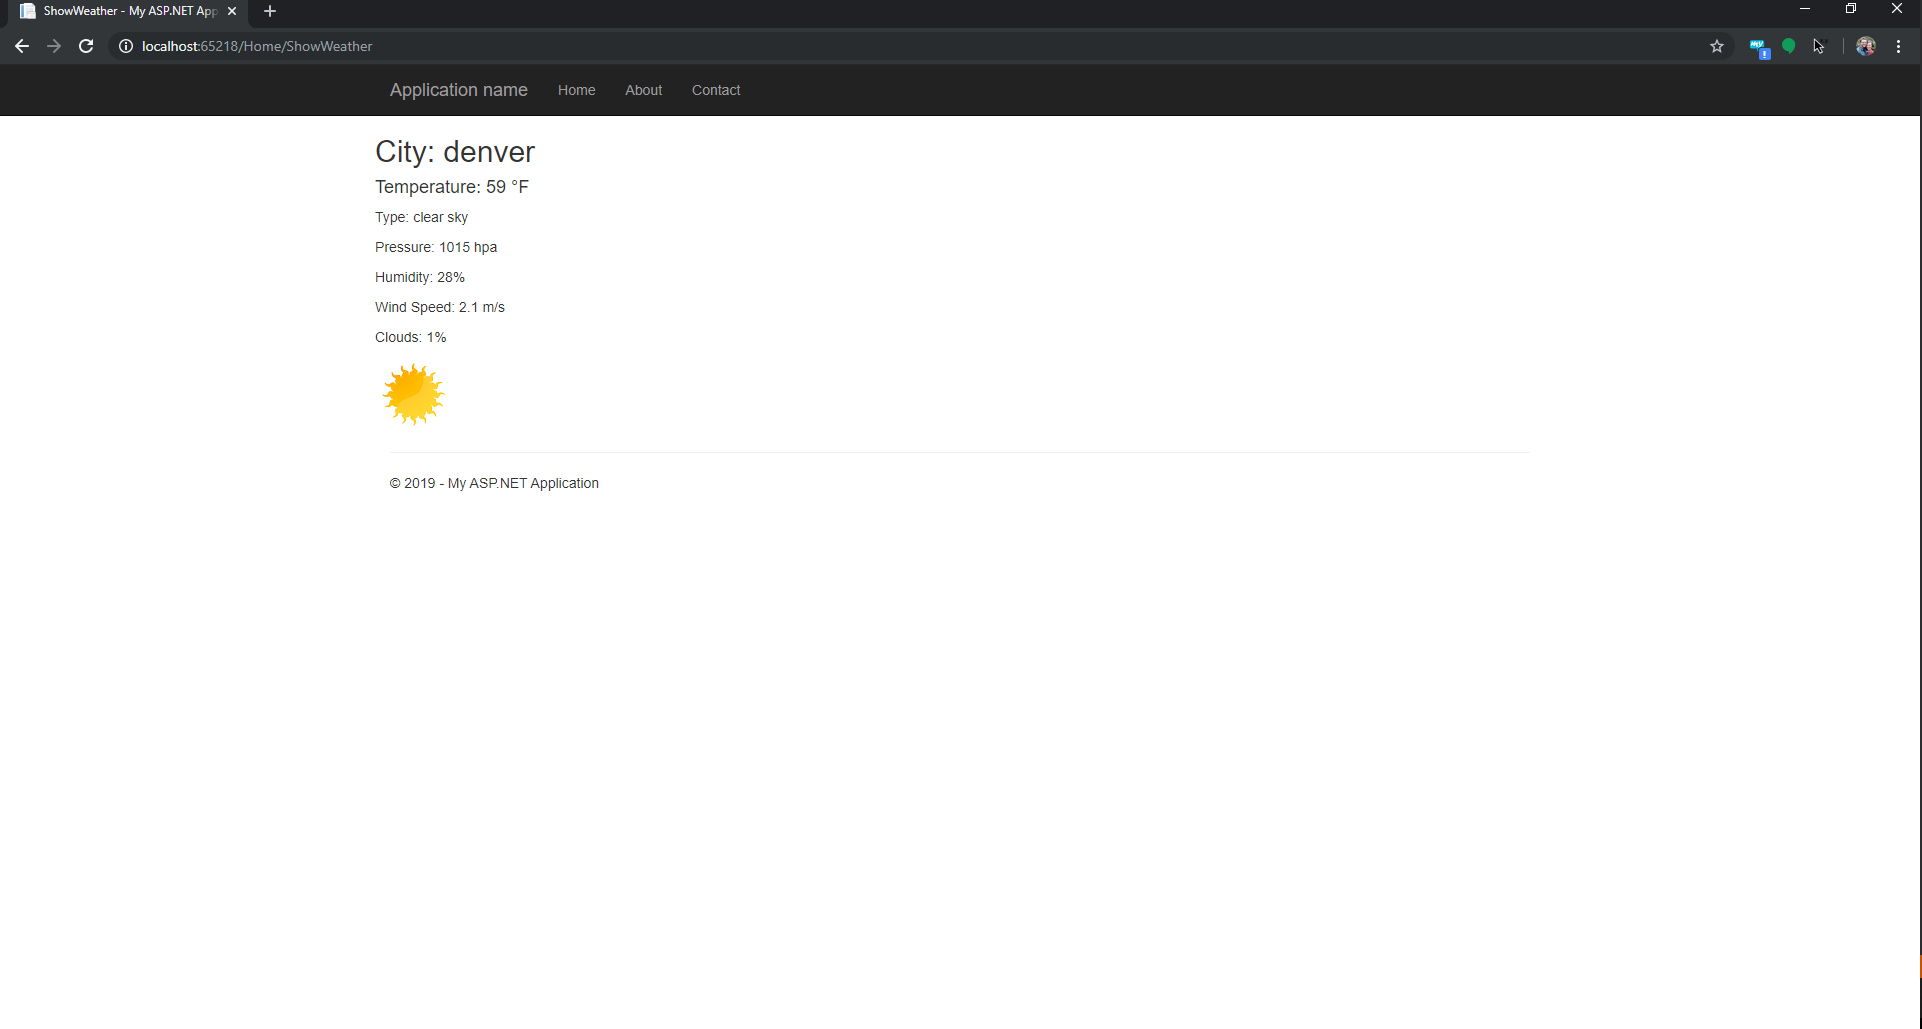 ShowWeather - My ASP.NET App
localhost:65218/Home/ShowWeather
Application name Home About Contact
City: denver
Temperature: 59 °F
Type: clear sky
Pressure: 1015 hpa
Humidity: 28%
Wind Speed: 2.1 m/s
Clouds: 1%
© 2019 - My ASP.NET Application